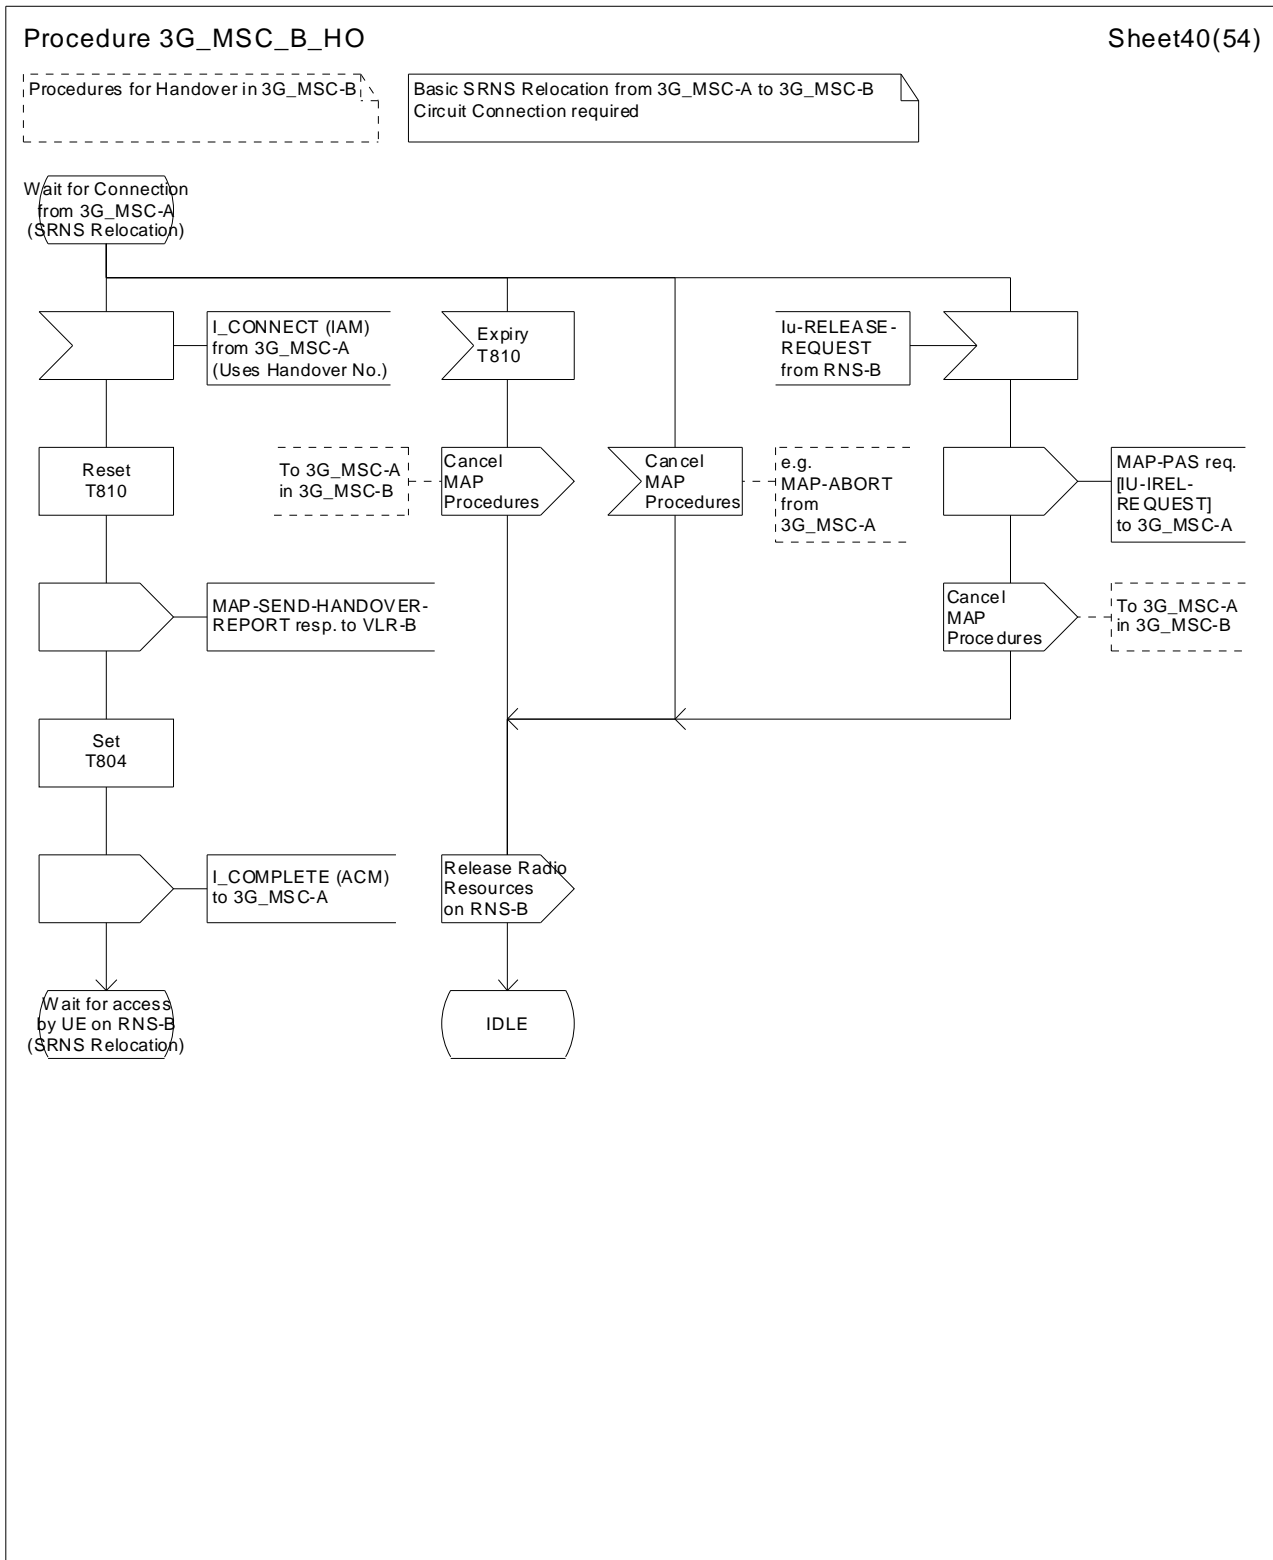 Procedure 3G_MSC_B_HO
Sheet40(54)
Procedures for Handover in 3G_MSC-B
Basic SRNS Relocation from 3G_MSC-A to 3G_MSC-B
Circuit Connection required
Wait for Connection
from 3G_MSC-A
(SRNS Relocation)
I_CONNECT (IAM)
from 3G_MSC-A
(Uses Handover No.)
Expiry
T810
Iu-RELEASE-
REQUEST
from RNS-B
Reset
T810
To 3G_MSC-A
in 3G_MSC-B
Cancel
MAP
Procedures
Cancel
MAP
Procedures
e.g.
MAP-ABORT
from
3G_MSC-A
MAP-PAS req.
[IU-IREL-
REQUEST]
to 3G_MSC-A
MAP-SEND-HANDOVER-
REPORT resp. to VLR-B
Cancel
MAP
Procedures
To 3G_MSC-A
in 3G_MSC-B
Set
T804
I_COMPLETE (ACM)
to 3G_MSC-A
Release Radio
Resources
on RNS-B
Wait for access
by UE on RNS-B
(SRNS Relocation)
IDLE